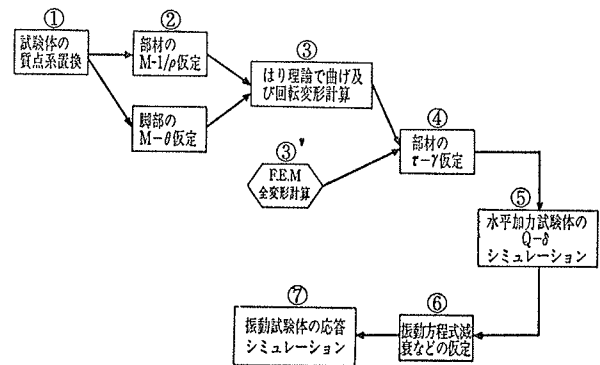 ①
試験体の
質点系置換
②
部材の
M-1/ρ仮定
脚部の
M-θ仮定
③
はり理論で曲げ及
び回転変形計算
③'
F.E.M
全変形計算
④
部材の
τ-γ仮定
⑤
水平加力試験体の
Q-δ
シミュレーション
⑥
振動方程式減
衰などの仮定
⑦
振動試験体の応答
シミュレーション